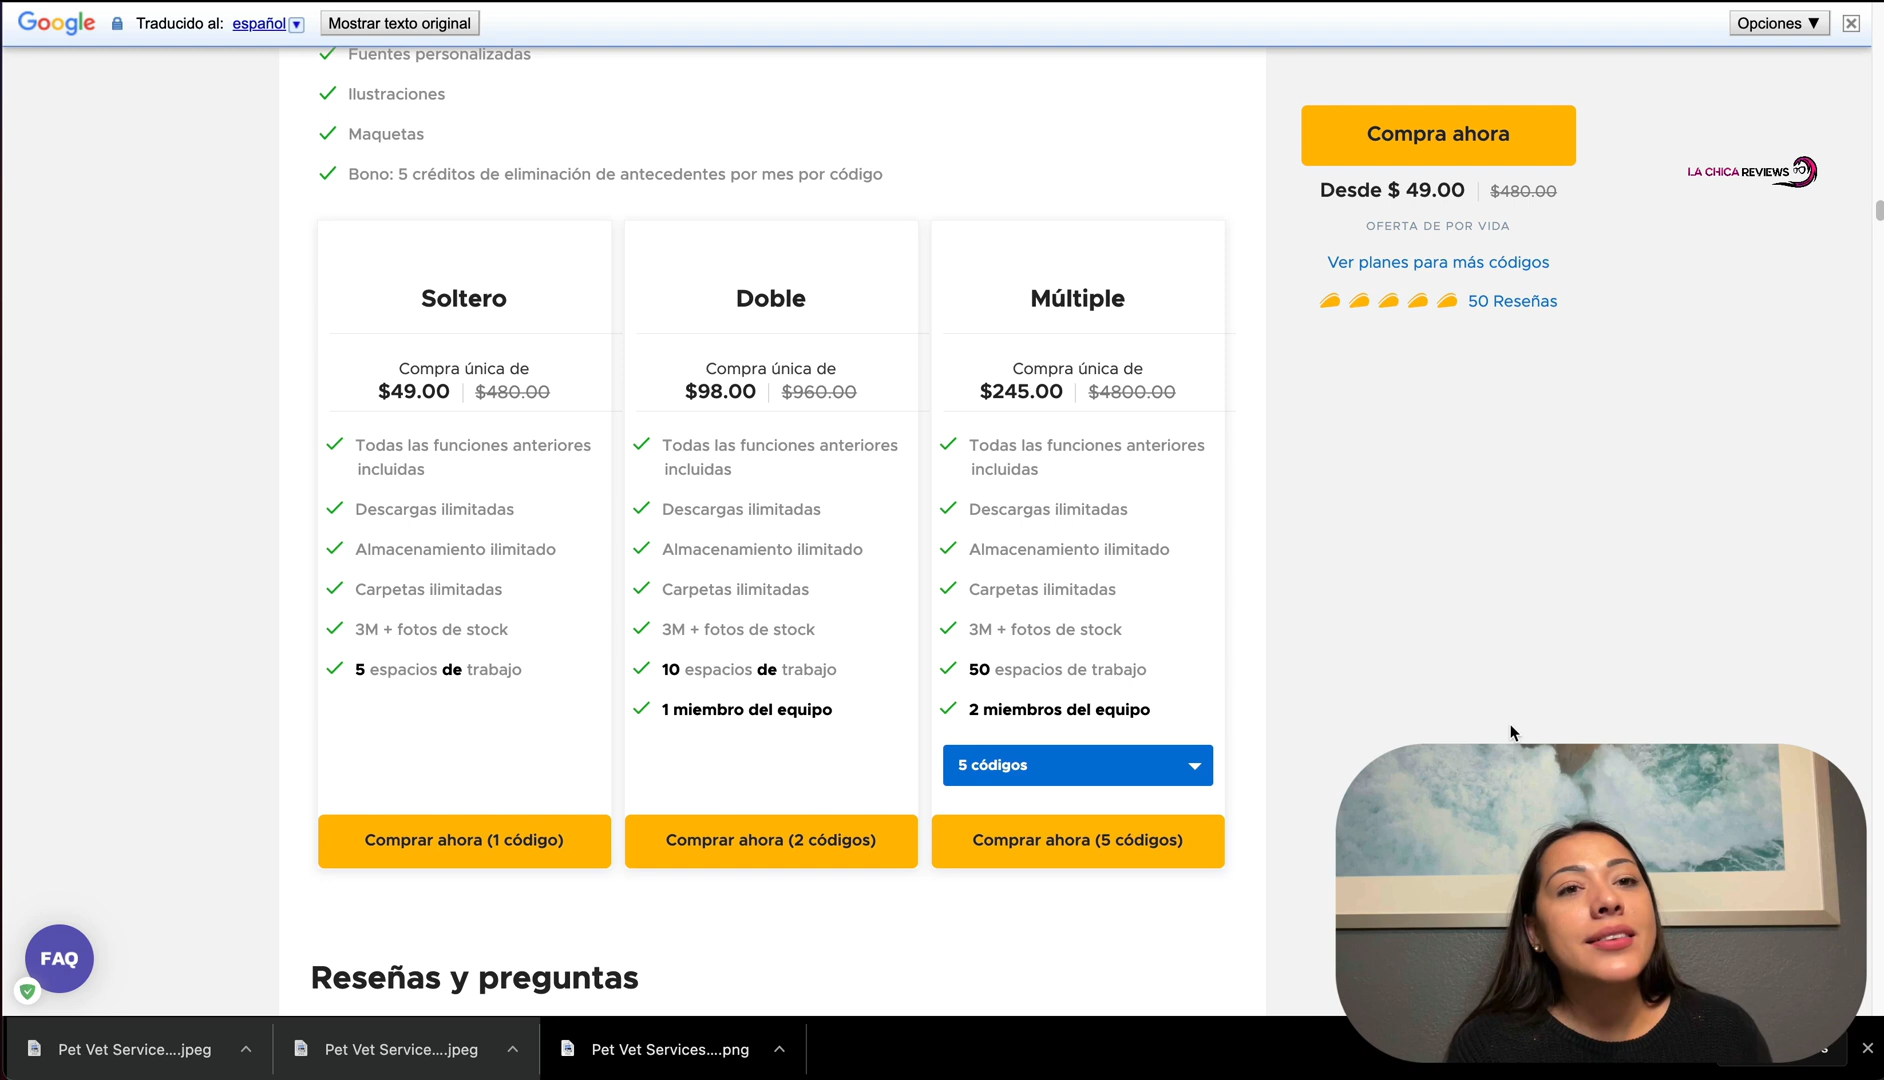 Google Traducido al: español▼ Mostrar texto original Opciones ▼
Fuentes personalizadas
Ilustraciones
Maquetas
Bono: 5 créditos de eliminación de antecedentes por mes por código
Compra ahora
LA CHICA REVIEWS
Desde $ 49.00 $480.00
OFERTA DE POR VIDA
Ver planes para más códigos
50 Reseñas
Soltero
Compra única de
$49.00 $480.00
Todas las funciones anteriores
incluidas
Descargas ilimitadas
Almacenamiento ilimitado
Carpetas ilimitadas
3M + fotos de stock
5 espacios de trabajo
Comprar ahora (1 código)
Doble
Compra única de
$98.00 $960.00
Todas las funciones anteriores
incluidas
Descargas ilimitadas
Almacenamiento ilimitado
Carpetas ilimitadas
3M + fotos de stock
10 espacios de trabajo
1 miembro del equipo
Comprar ahora (2 códigos)
Múltiple
Compra única de
$245.00 $4800.00
Todas las funciones anteriores
incluidas
Descargas ilimitadas
Almacenamiento ilimitado
Carpetas ilimitadas
3M + fotos de stock
50 espacios de trabajo
2 miembros del equipo
5 códigos
Comprar ahora (5 códigos)
FAQ
Reseñas y preguntas
Pet Vet Service....jpeg
Pet Vet Service....jpeg
Pet Vet Services....png